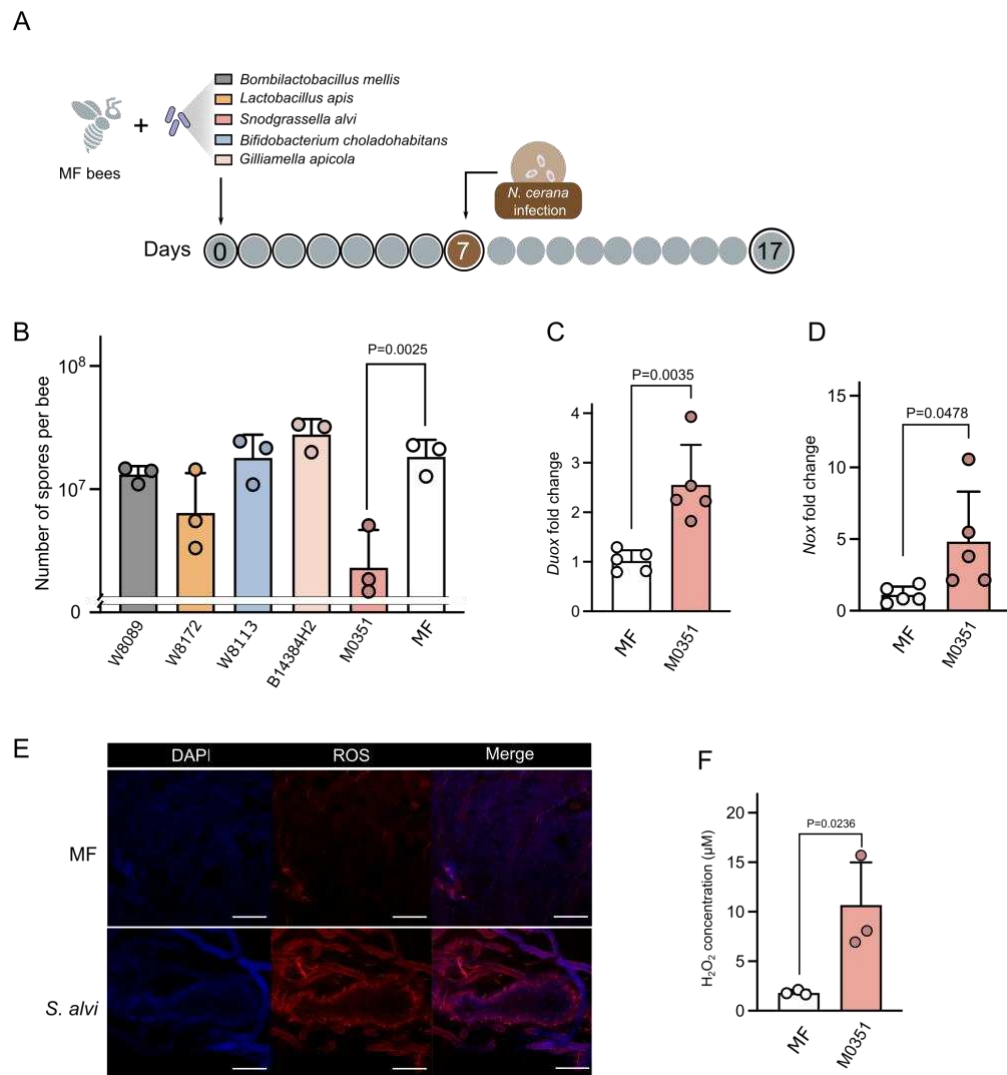 A
MF bees
+
Bombilactobacillus mellis
Lactobacillus apis
Snodgrassella alvi
Bifidobacterium choladohabitans
Gilliamella apicola
N. cerana
infection
Days
0
7
17
B
Number of spores per bee
10⁸
10⁷
0
P=0.0025
W8089
W8172
W8113
B14384H2
M0351
MF
C
Duox fold change
4
3
2
1
0
P=0.0035
MF
M0351
D
Nox fold change
15
10
5
0
P=0.0478
MF
M0351
E
DAPI
ROS
Merge
MF
S. alvi
F
H₂O₂ concentration (µM)
20
15
10
5
0
P=0.0236
MF
M0351